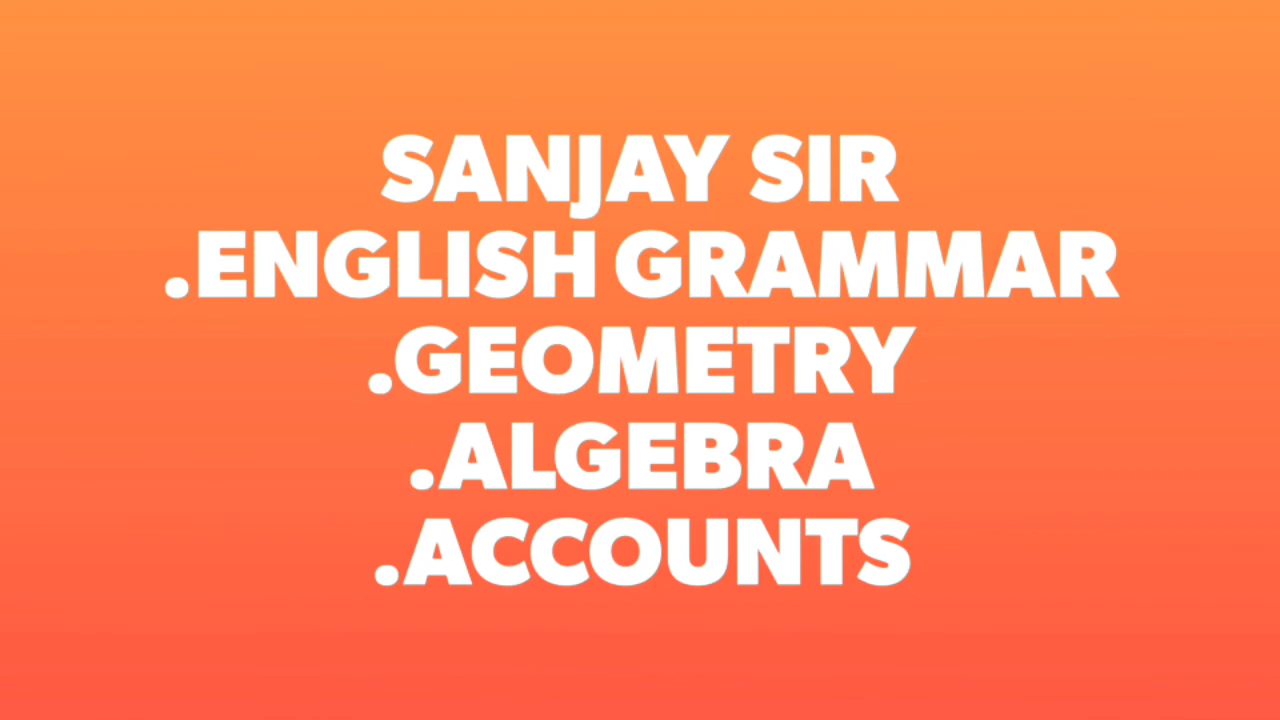 SANJAY SIR
.ENGLISH GRAMMAR
.GEOMETRY
.ALGEBRA
.ACCOUNTS